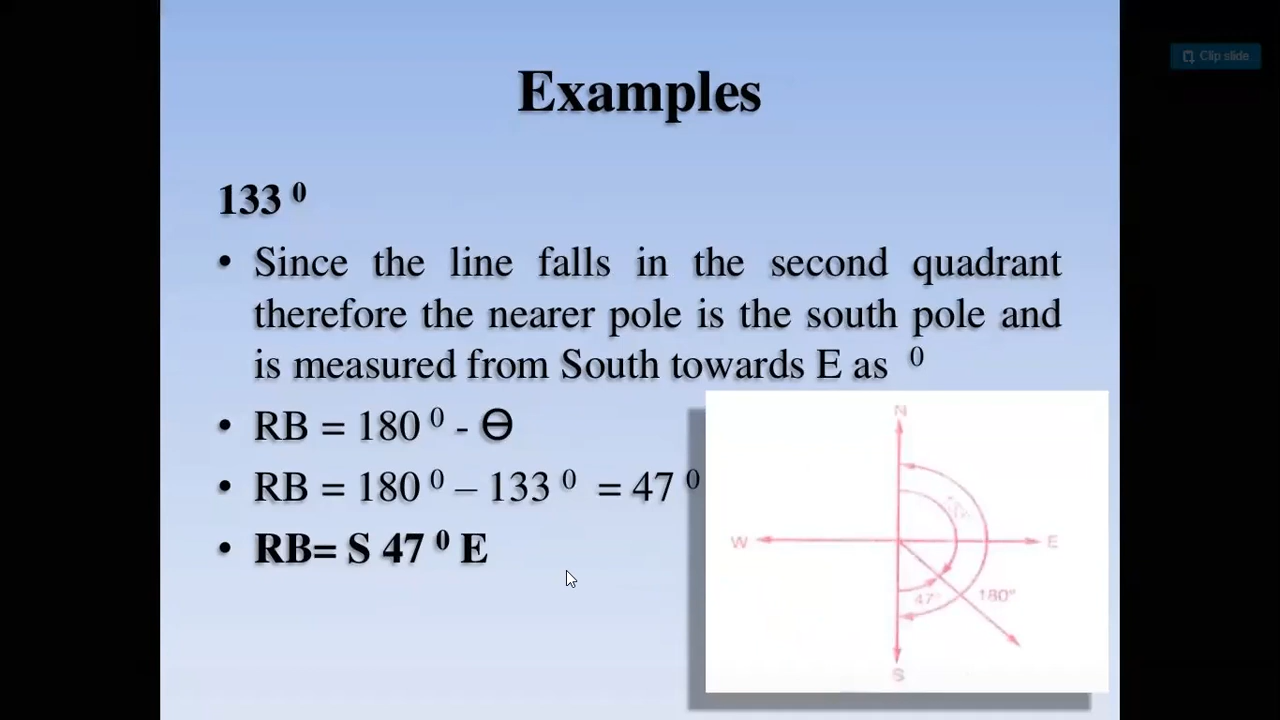 Clip slide
Examples
133 ⁰
• Since the line falls in the second quadrant
therefore the nearer pole is the south pole and
is measured from South towards E as ⁰
• RB = 180 ⁰ - Ө
• RB = 180 ⁰ – 133 ⁰ = 47 ⁰
• RB= S 47 ⁰ E
N
W
E
47°
180°
S